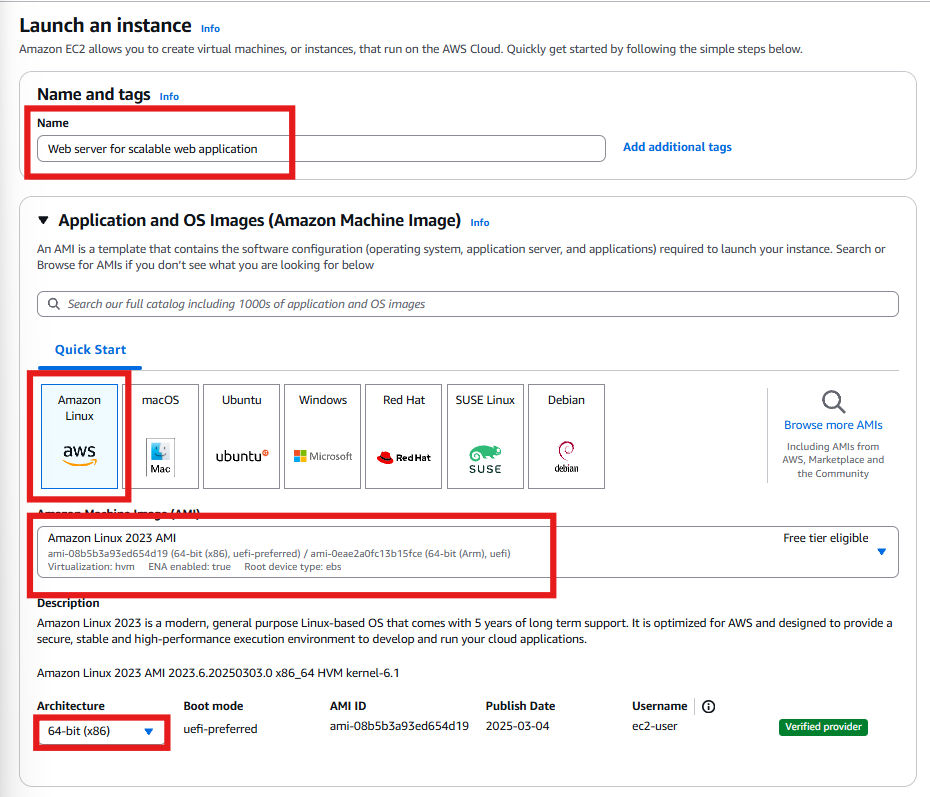 Launch an instance Info
Amazon EC2 allows you to create virtual machines, or instances, that run on the AWS Cloud. Quickly get started by following the simple steps below.
Name and tags Info
Name
Web server for scalable web application
Add additional tags
Application and OS Images (Amazon Machine Image) Info
An AMI is a template that contains the software configuration (operating system, application server, and applications) required to launch your instance. Search or
Browse for AMIs if you don't see what you are looking for below
Search our full catalog including 1000s of application and OS images
Quick Start
Amazon
Linux
aws
macOS
Mac
Ubuntu
ubuntu
Windows
Microsoft
Red Hat
Red Hat
SUSE Linux
SUSE
Debian
debian
Browse more AMIs
Including AMIs from
AWS, Marketplace and
the Community
Amazon Machine Image (AMI)
Amazon Linux 2023 AMI
Free tier eligible
ami-08b5b3a93ed654d19 (64-bit (x86), uefi-preferred) / ami-0eae2a0fc13b15fce (64-bit (Arm), uefi)
Virtualization: hvm ENA enabled: true Root device type: ebs
Description
Amazon Linux 2023 is a modern, general purpose Linux-based OS that comes with 5 years of long term support. It is optimized for AWS and designed to provide a
secure, stable and high-performance execution environment to develop and run your cloud applications.
Amazon Linux 2023 AMI 2023.6.20250303.0 x86_64 HVM kernel-6.1
Architecture Boot mode AMI ID Publish Date Username
64-bit (x86) uefi-preferred ami-08b5b3a93ed654d19 2025-03-04 ec2-user Verified provider